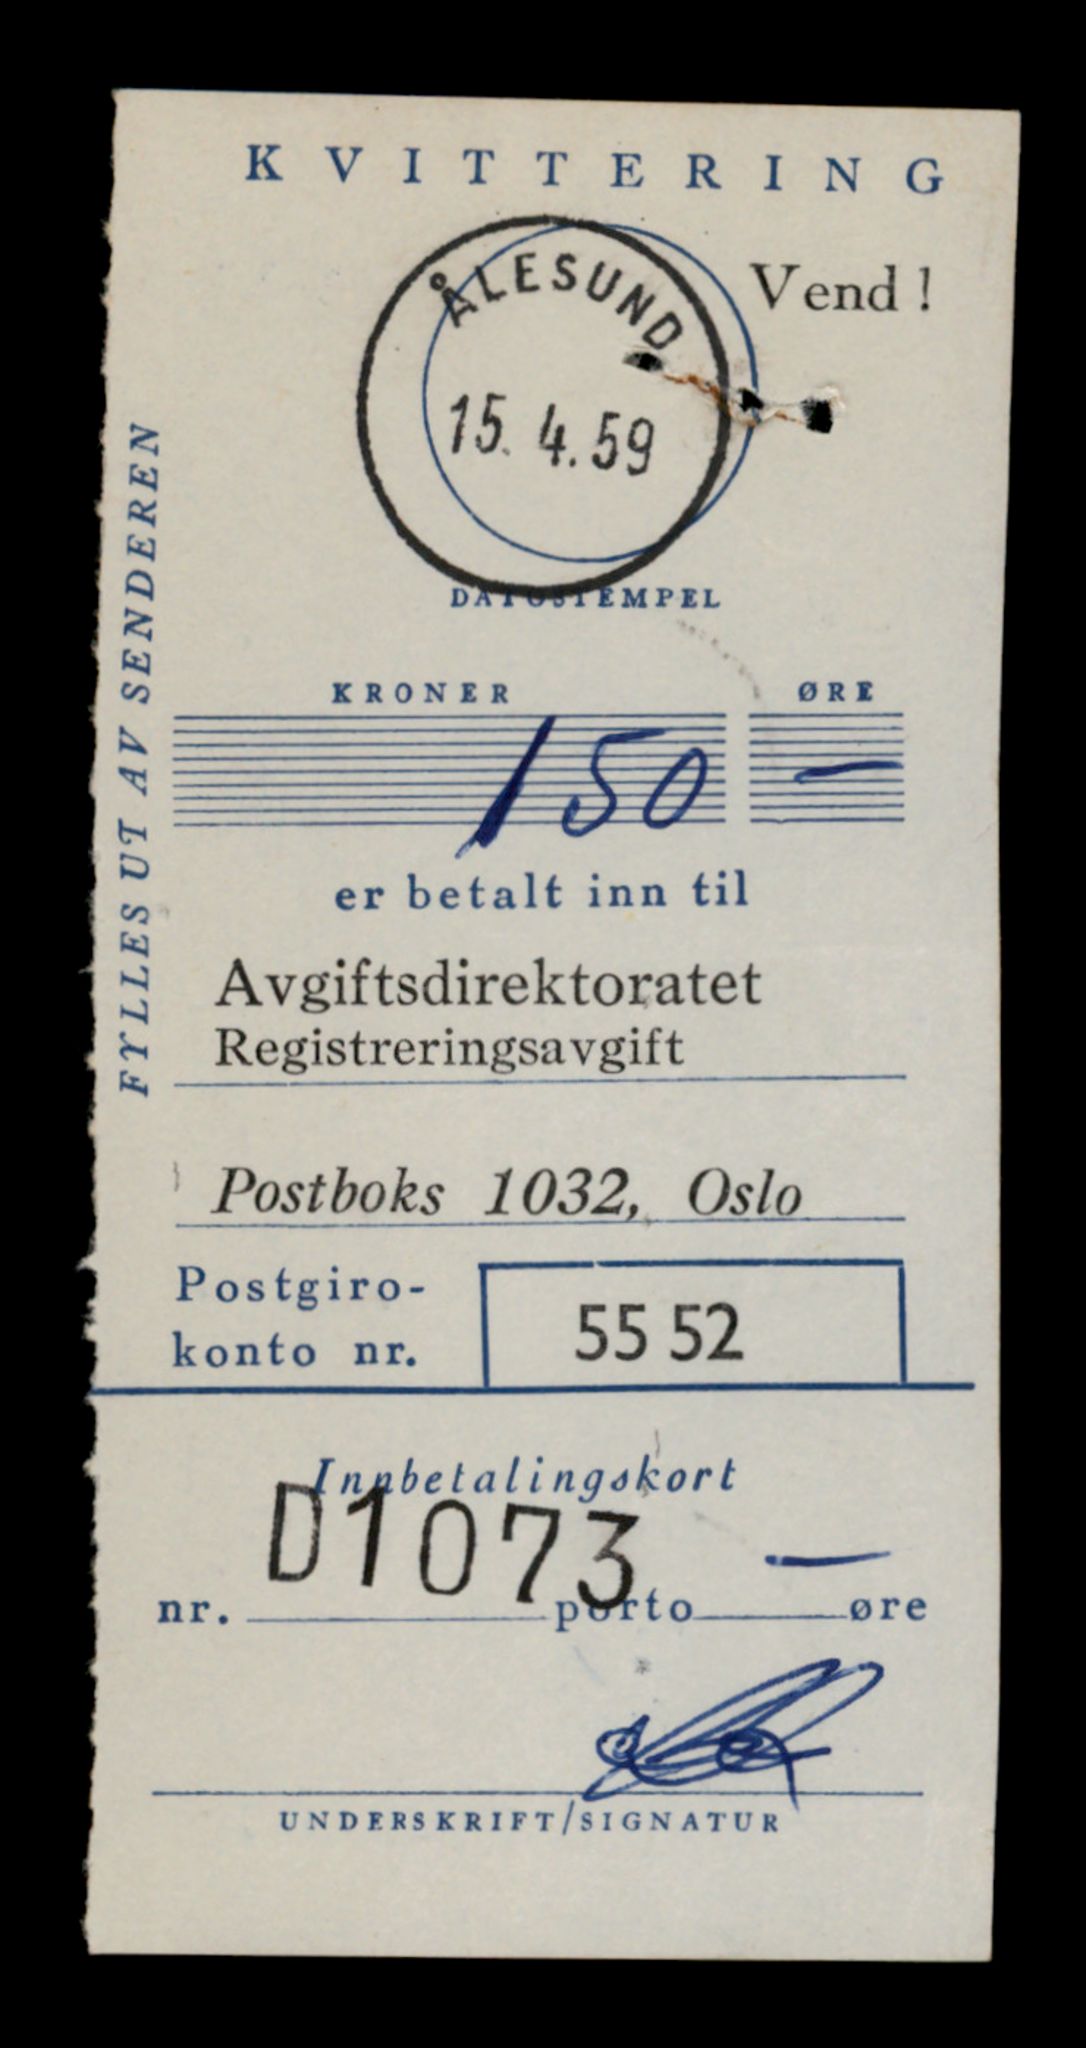 KVITTERING
Vend !
ÅLESUND
15. 4. 59
DATOSTEMPEL
FYLLES UT AV SENDEREN
KRONER ØRE
150 —
er betalt inn til
Avgiftsdirektoratet
Registreringsavgift
Postboks 1032, Oslo
Postgiro-
konto nr. 55 52
Innbetalingskort
D1073 —
nr. porto øre
UNDERSKRIFT/SIGNATUR